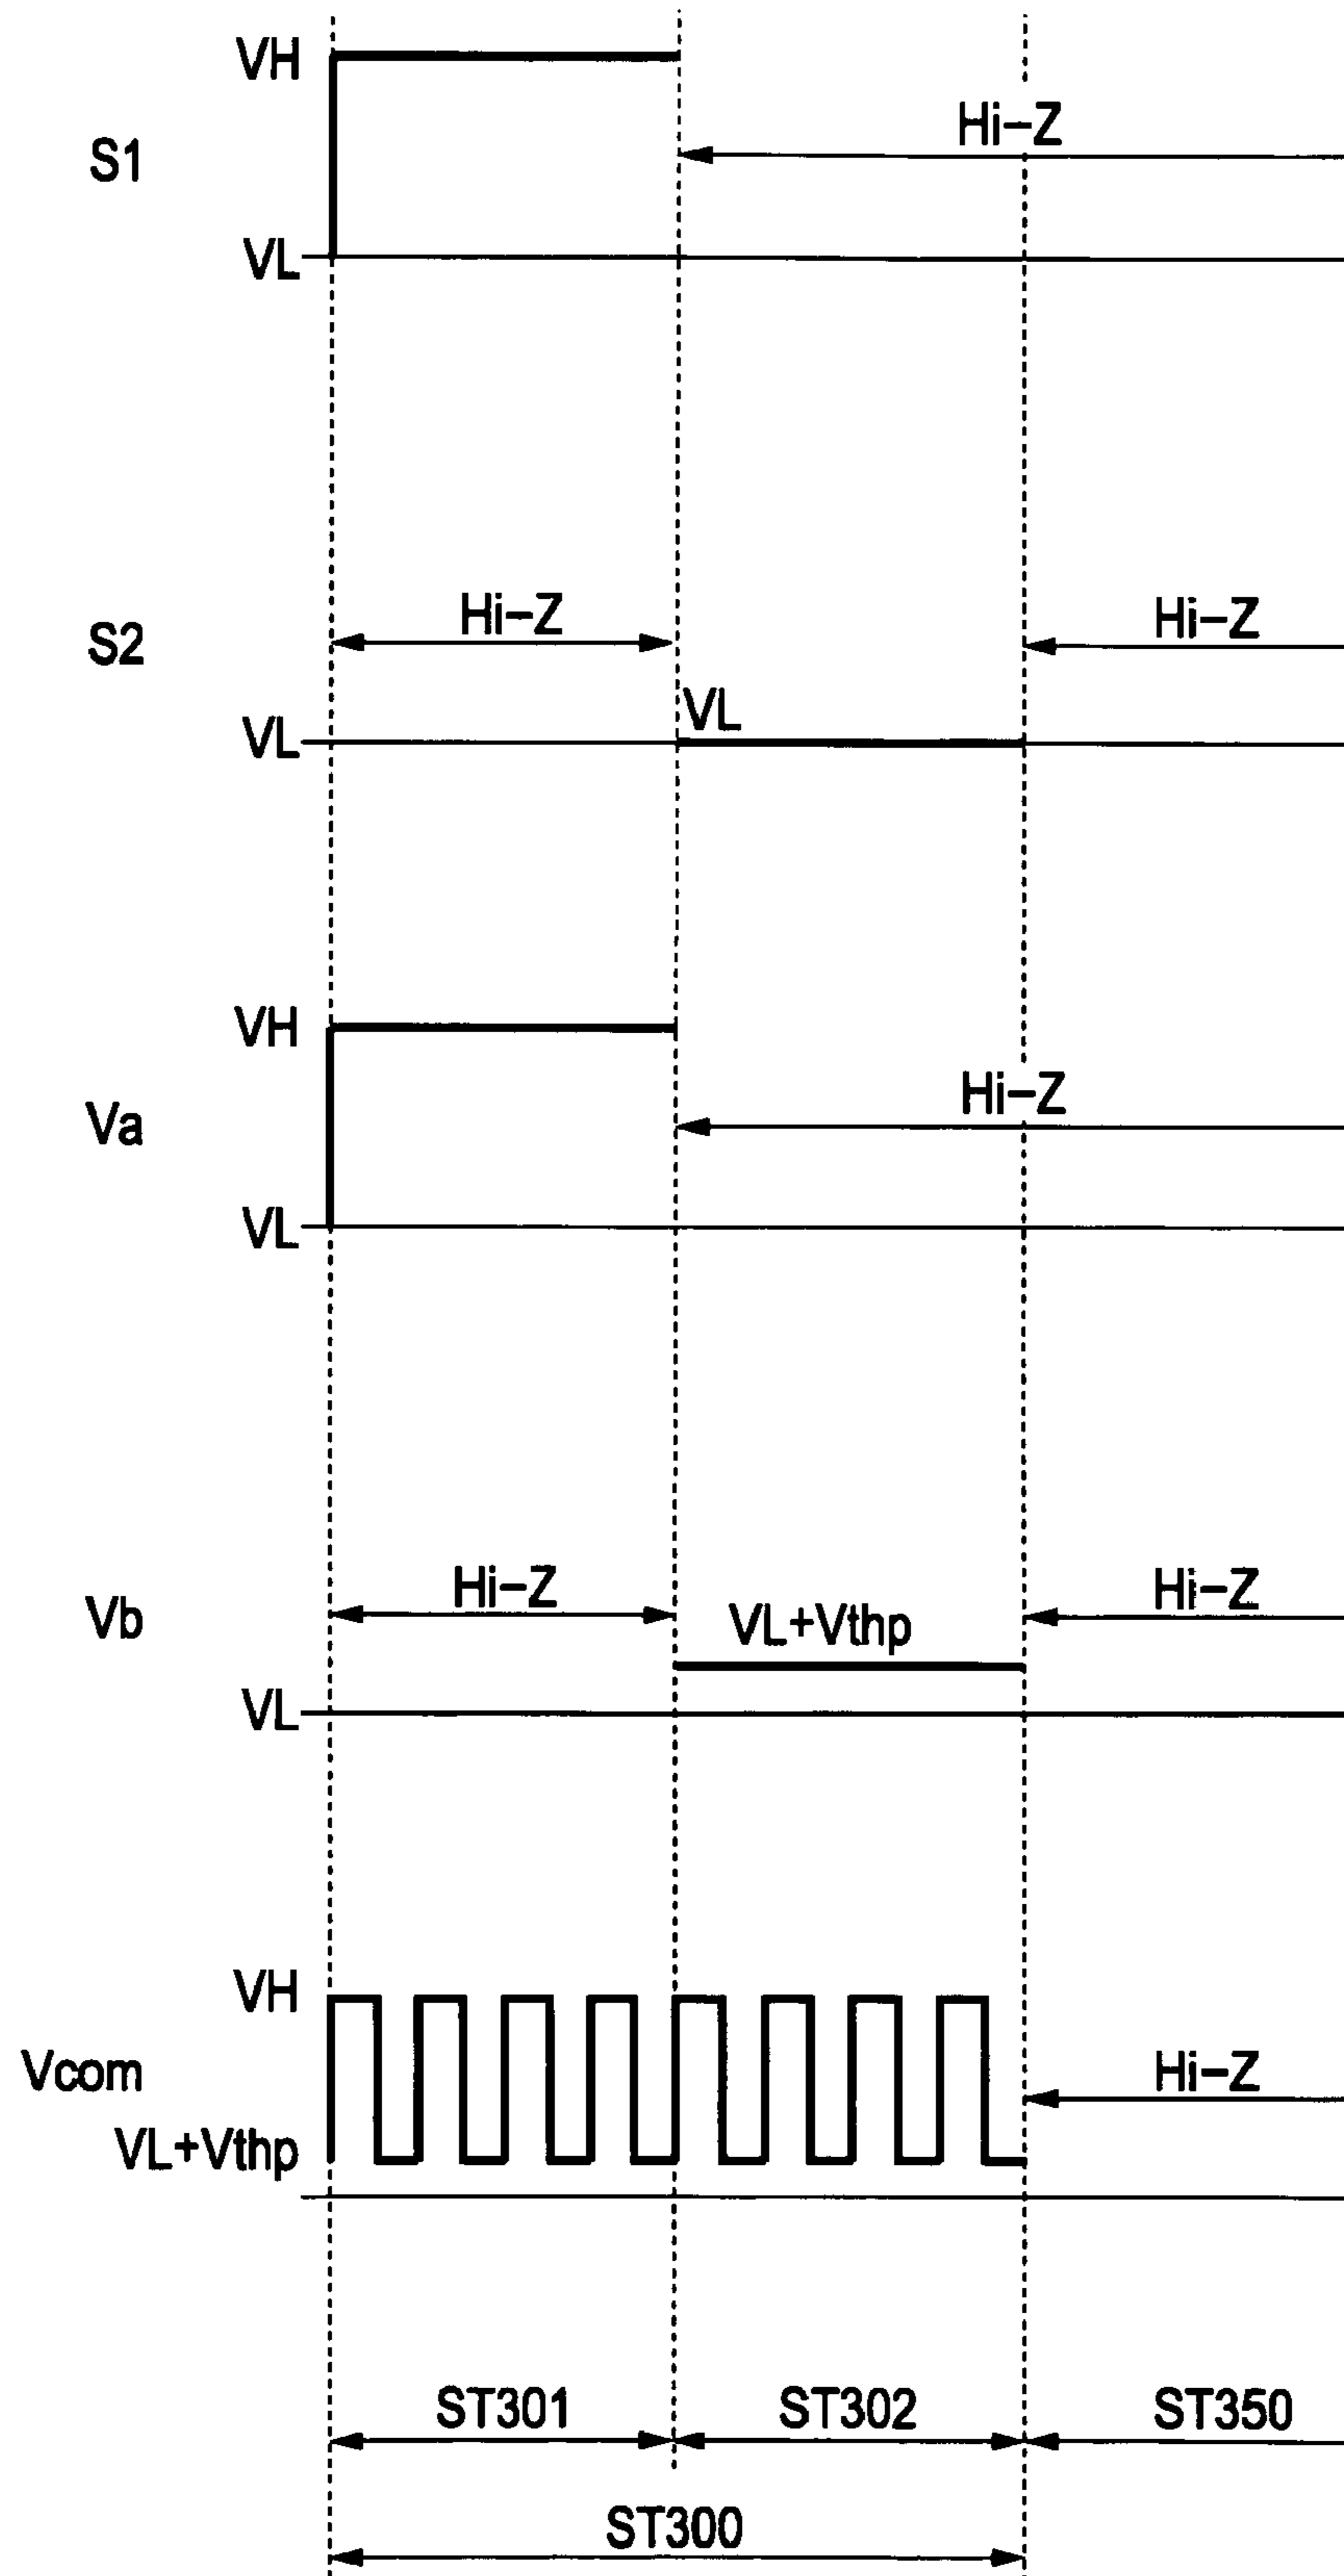 VH
S1
Hi-Z
VL
S2
Hi-Z
Hi-Z
VL
VL
VH
Va
Hi-Z
VL
Vb
Hi-Z
VL+Vthp
Hi-Z
VL
VH
Vcom
Hi-Z
VL+Vthp
ST301
ST302
ST350
ST300